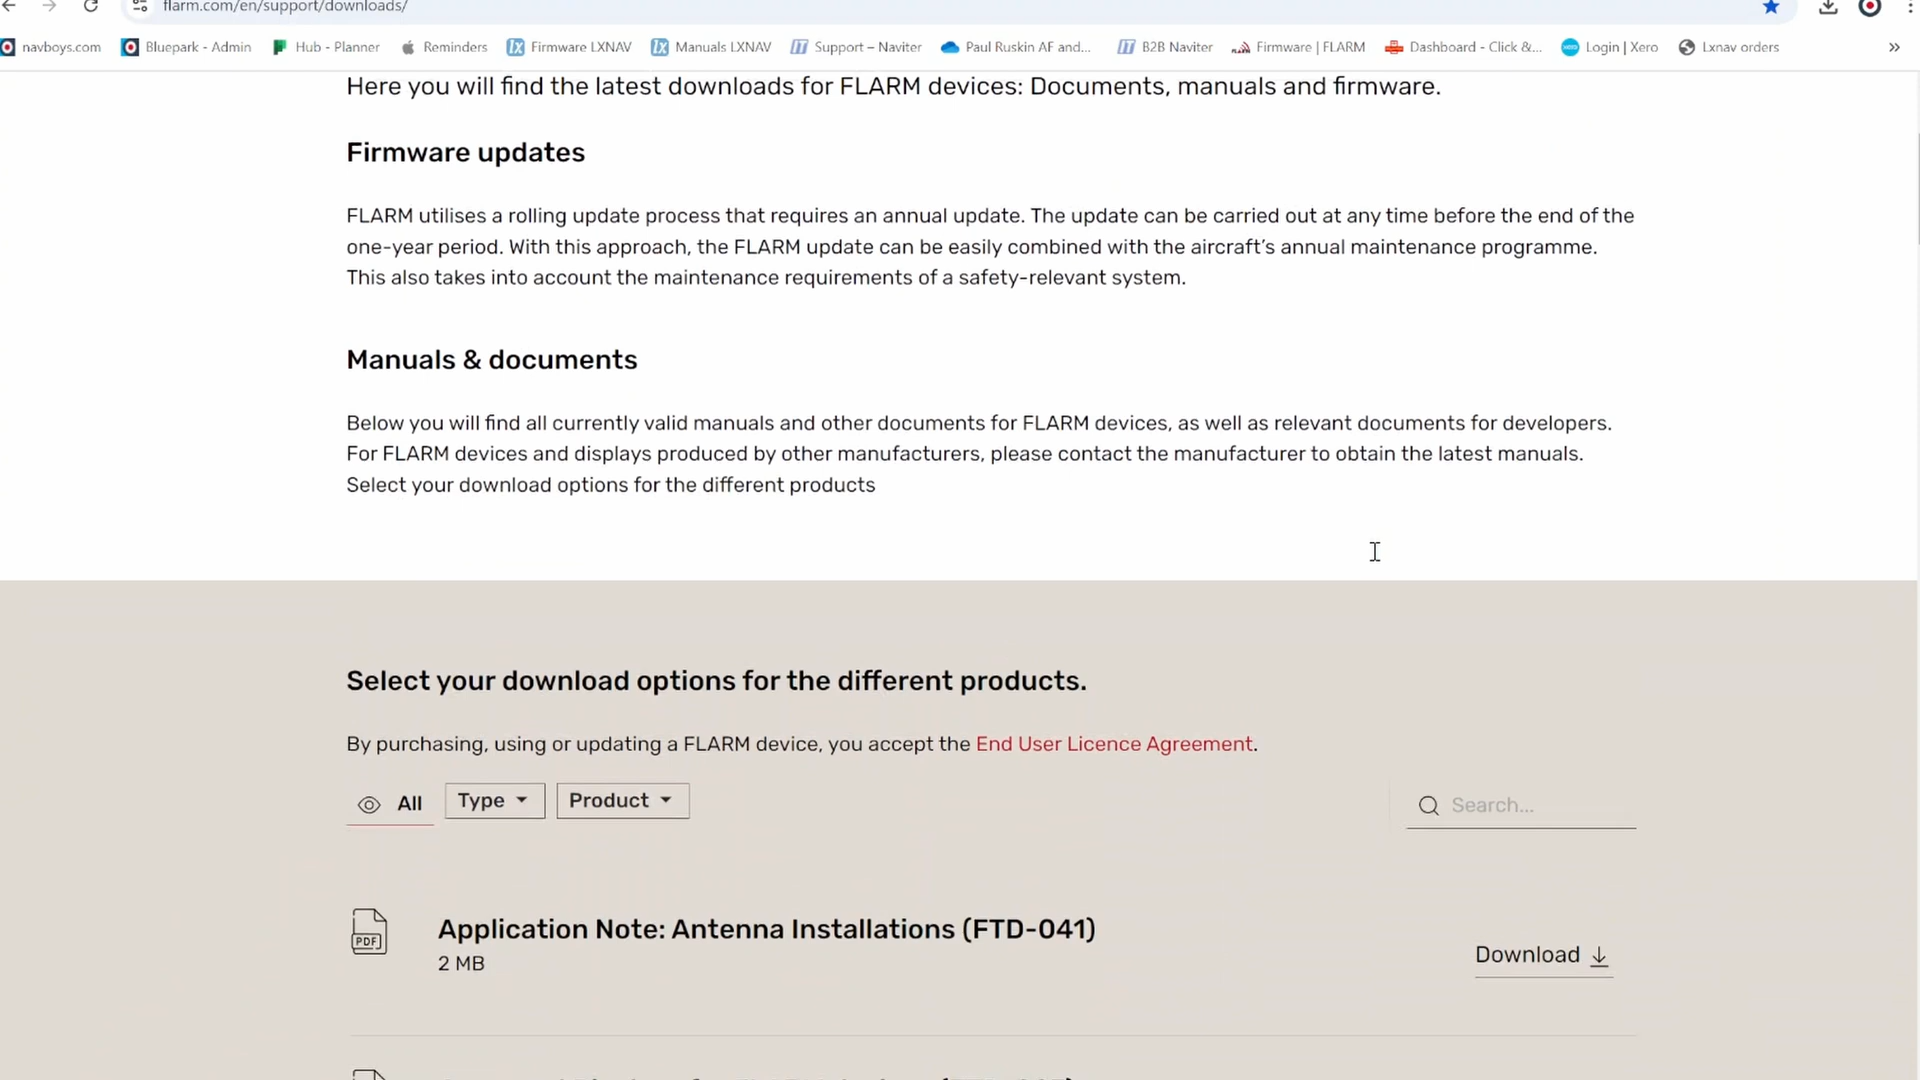 flarm.com/en/support/downloads/
navboys.com Bluepark - Admin Hub - Planner Reminders Firmware LXNAV Manuals LXNAV Support – Naviter Paul Ruskin AF and... B2B Naviter Firmware | FLARM Dashboard - Click &... Login | Xero Lxnav orders »
Here you will find the latest downloads for FLARM devices: Documents, manuals and firmware.
Firmware updates
FLARM utilises a rolling update process that requires an annual update. The update can be carried out at any time before the end of the
one-year period. With this approach, the FLARM update can be easily combined with the aircraft’s annual maintenance programme.
This also takes into account the maintenance requirements of a safety-relevant system.
Manuals & documents
Below you will find all currently valid manuals and other documents for FLARM devices, as well as relevant documents for developers.
For FLARM devices and displays produced by other manufacturers, please contact the manufacturer to obtain the latest manuals.
Select your download options for the different products
Select your download options for the different products.
By purchasing, using or updating a FLARM device, you accept the End User Licence Agreement.
All Type Product Search...
PDF Application Note: Antenna Installations (FTD-041)
2 MB
Download